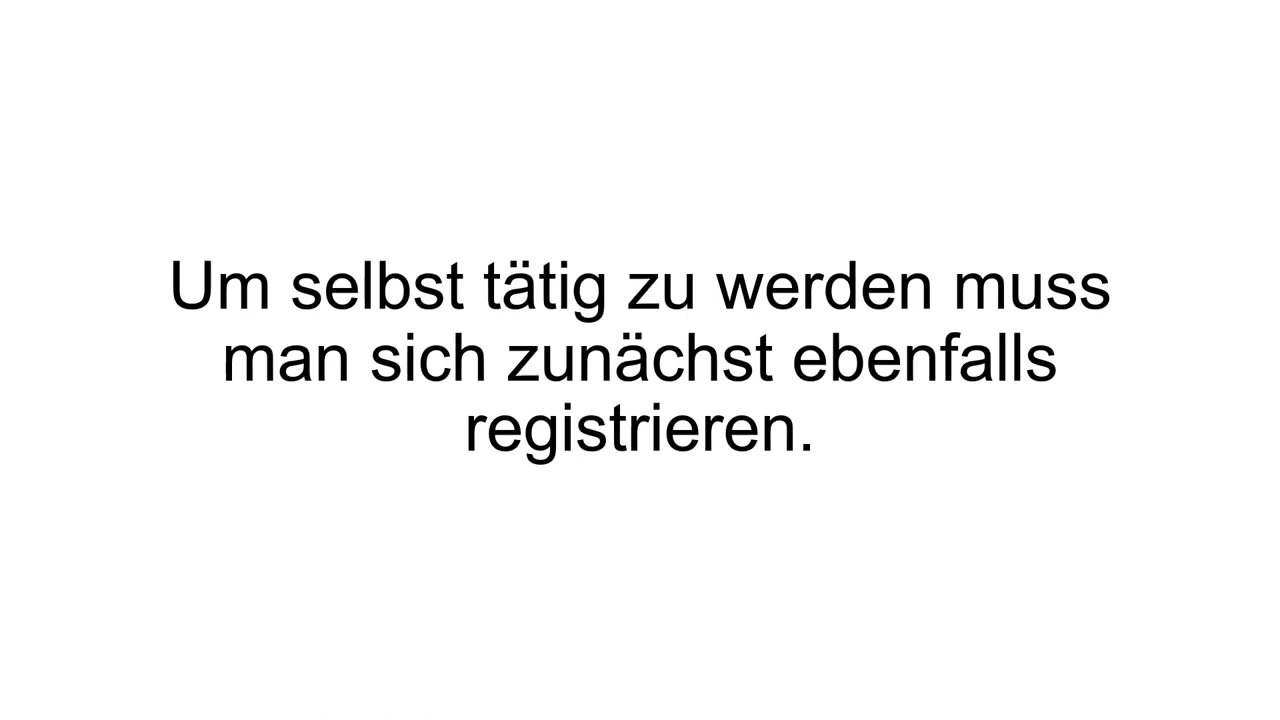 Um selbst tätig zu werden muss
man sich zunächst ebenfalls
registrieren.